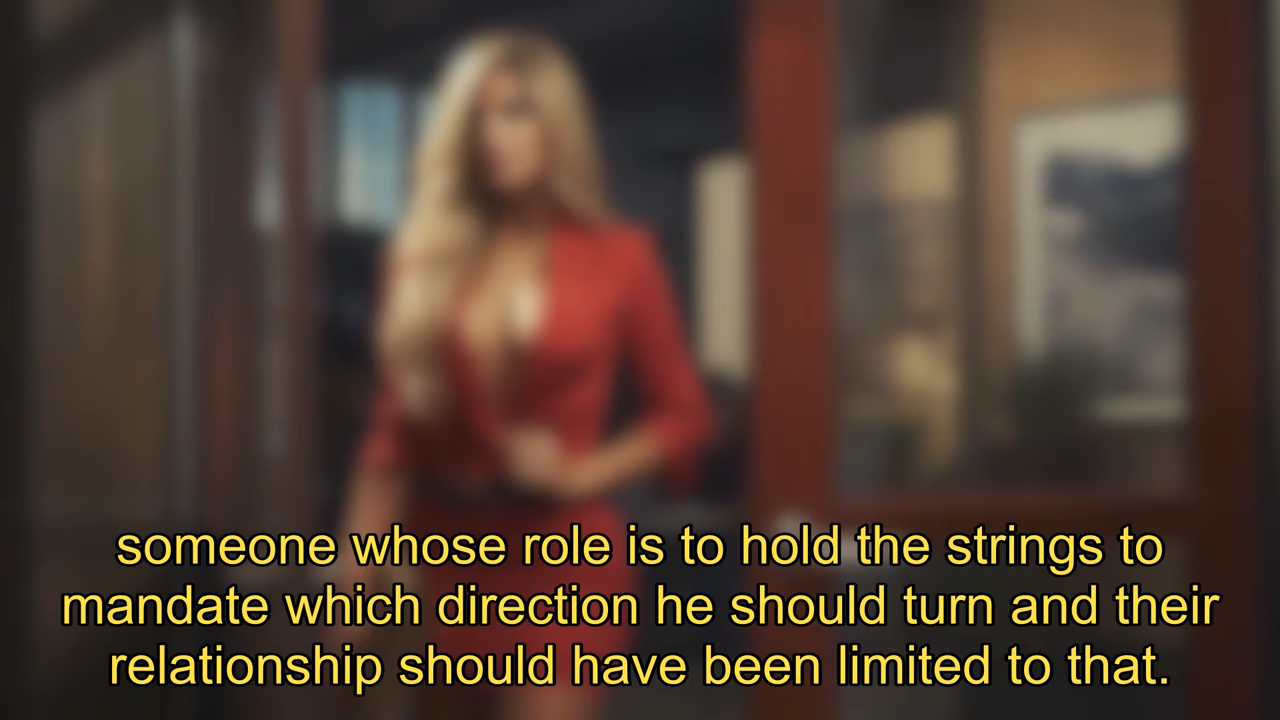 someone whose role is to hold the strings to
mandate which direction he should turn and their
relationship should have been limited to that.